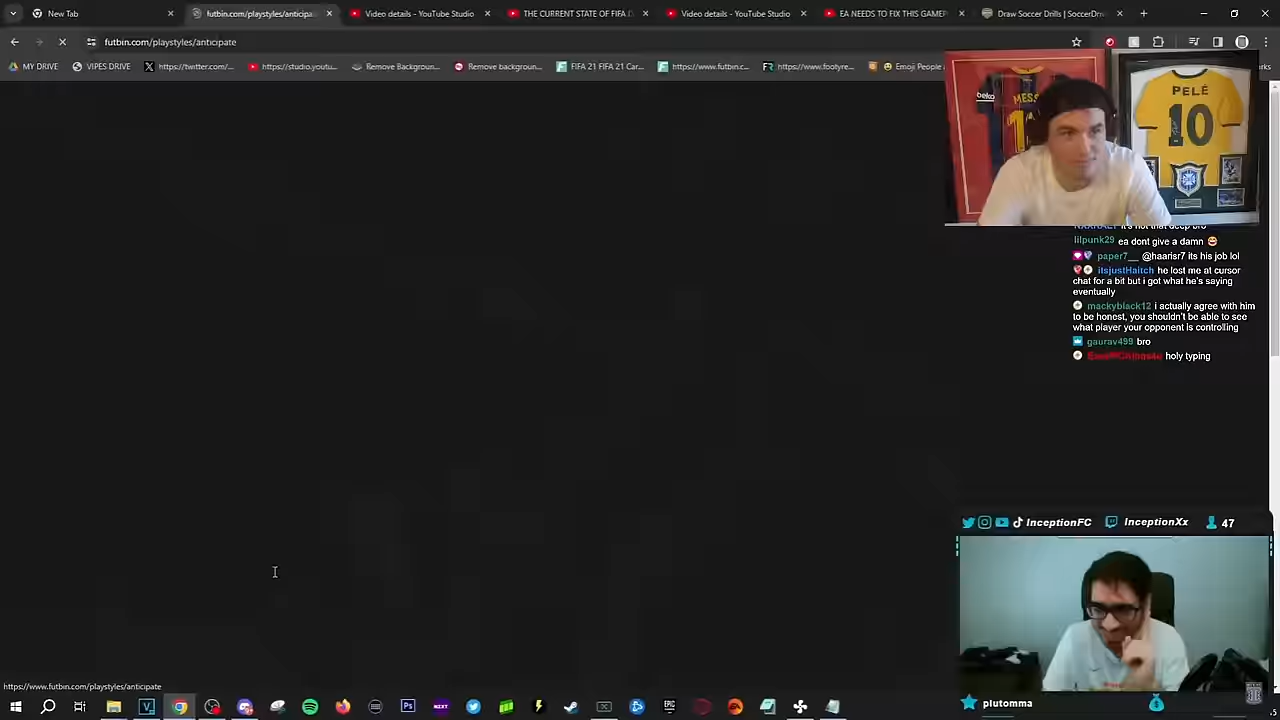 New Tab
futbin.com/playstyles/anticipa
Video details - YouTube Studio
THE CURRENT STATE OF FIFA
Video details - YouTube Studio
EA NEEDS TO FIX THIS GAME
Draw Soccer Drills | SoccerDri
futbin.com/playstyles/anticipate
MY DRIVE
VIPES DRIVE
https://twitter.com/...
https://studio.youtu...
Remove Backgroun...
Remove backgroun...
FIFA 21 FIFA 21 Car...
https://www.futbin.c...
https://www.footyre...
Emoji People
beko
MESS
PELÉ
10
it's not that deep bro
lilpunk29 ea dont give a damn
paper7__ @haarisr7 its his job lol
itsjustHaitch he lost me at cursor
chat for a bit but i got what he's saying
eventually
mackyblack12 i actually agree with him
to be honest, you shouldn't be able to see
what player your opponent is controlling
gaurav499 bro
holy typing
InceptionFC
InceptionXx
47
https://www.futbin.com/playstyles/anticipate
plutomma